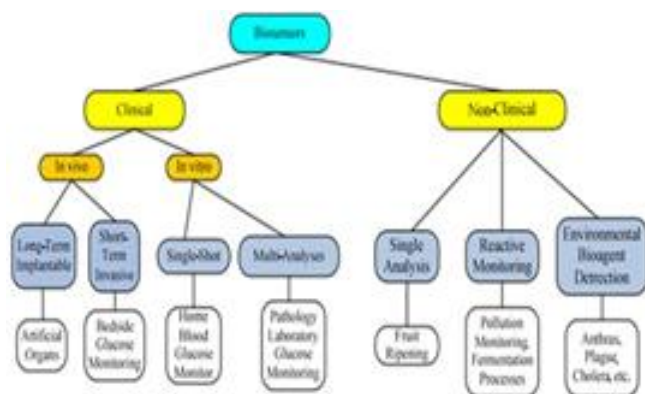 Biosensors
Clinical
Non-Clinical
In vivo
In vitro
Long-Term
Implantable
Short-
Term
Invasive
Single-Shot
Multi-Analyses
Single
Analysis
Reactive
Monitoring
Environmental
Bioagent
Detrection
Artificial
Organs
Bedside
Glucose
Monitoring
Home
Blood
Glucose
Monitor
Pathology
Laboratory
Glucose
Monitoring
Fruit
Ripening
Pollution
Monitoring,
Fermentation
Processes
Anthrax,
Plague,
Cholera, etc.